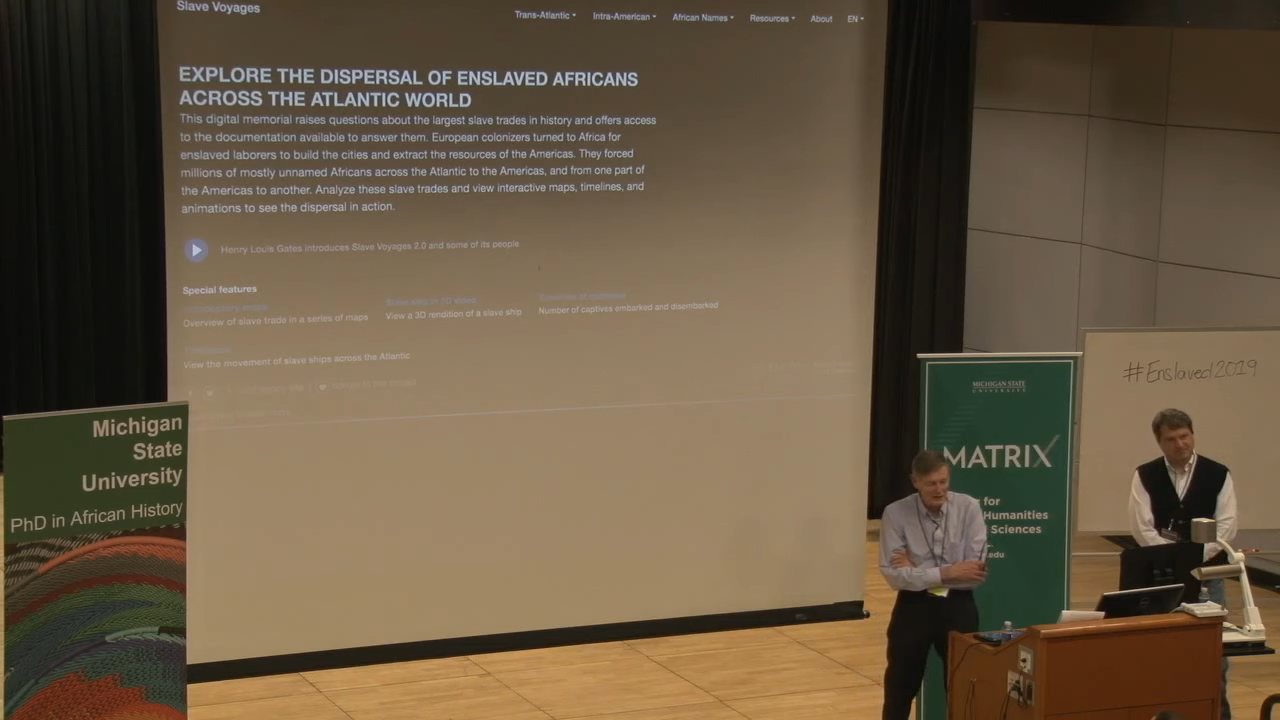 Slave Voyages
Trans-Atlantic Intra-American African Names Resources About EN
EXPLORE THE DISPERSAL OF ENSLAVED AFRICANS
ACROSS THE ATLANTIC WORLD
This digital memorial raises questions about the largest slave trades in history and offers access
to the documentation available to answer them. European colonizers turned to Africa for
enslaved laborers to build the cities and extract the resources of the Americas. They forced
millions of mostly unnamed Africans across the Atlantic to the Americas, and from one part of
the Americas to another. Analyze these slave trades and view interactive maps, timelines, and
animations to see the dispersal in action.
Henry Louis Gates introduces Slave Voyages 2.0 and some of its people
Special features
Overview of slave trade in a series of maps
View a 3D rendition of a slave ship
Number of captives embarked and disembarked
View the movement of slave ships across the Atlantic
Michigan
State
University
PhD in African History
MICHIGAN STATE
UNIVERSITY
MATRIX
for
Humanities
Sciences
.edu
#Enslaved2019